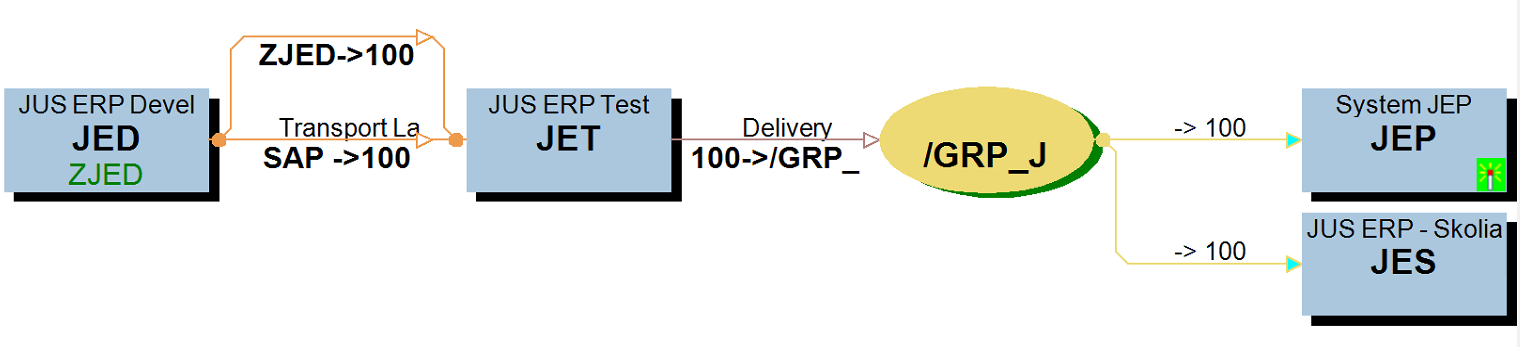 ZJED->100
JUS ERP Devel
JED
ZJED
Transport La
SAP ->100
JUS ERP Test
JET
Delivery
100->/GRP_
/GRP_J
-> 100
System JEP
JEP
-> 100
JUS ERP - Skolia
JES